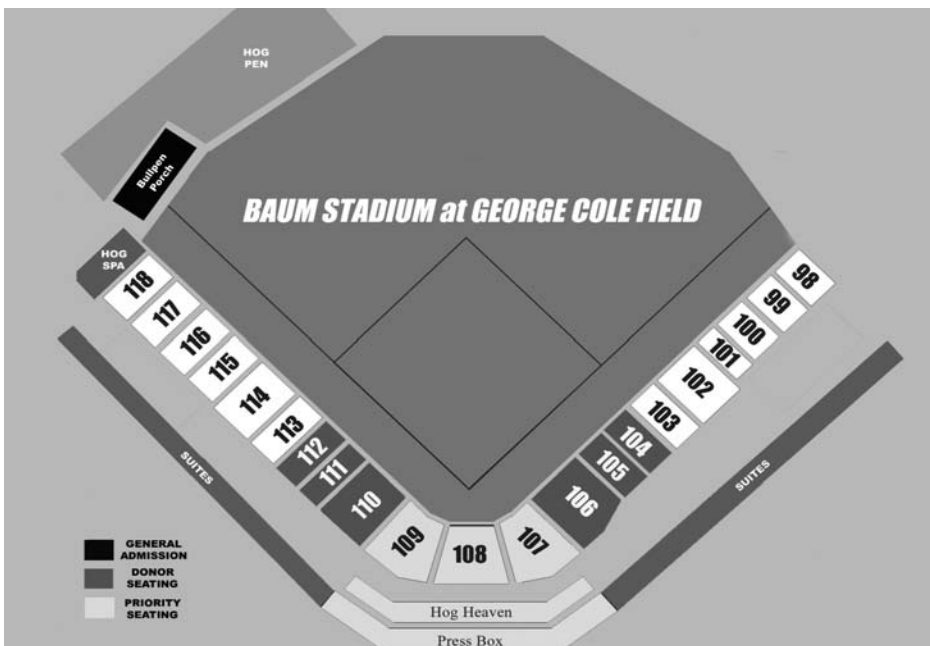 HOG
PEN
Bullpen
Porch
BAUM STADIUM at GEORGE COLE FIELD
HOG
SPA
118
117
116
115
114
113
112
111
110
109
108
107
106
105
104
103
102
101
100
99
98
SUITES
SUITES
GENERAL
ADMISSION
DONOR
SEATING
PRIORITY
SEATING
Hog Heaven
Press Box